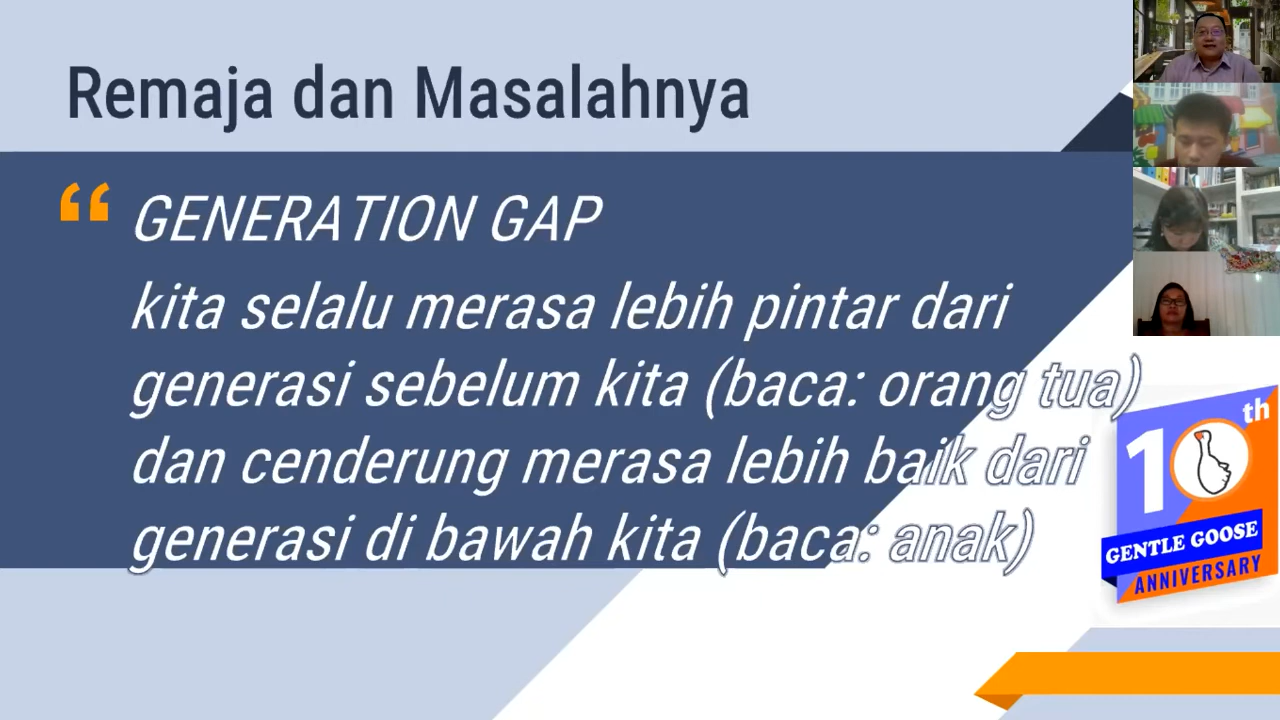 Remaja dan Masalahnya
“ GENERATION GAP
kita selalu merasa lebih pintar dari
generasi sebelum kita (baca: orang tua)
dan cenderung merasa lebih baik dari
generasi di bawah kita (baca: anak)
10th
GENTLE GOOSE
ANNIVERSARY